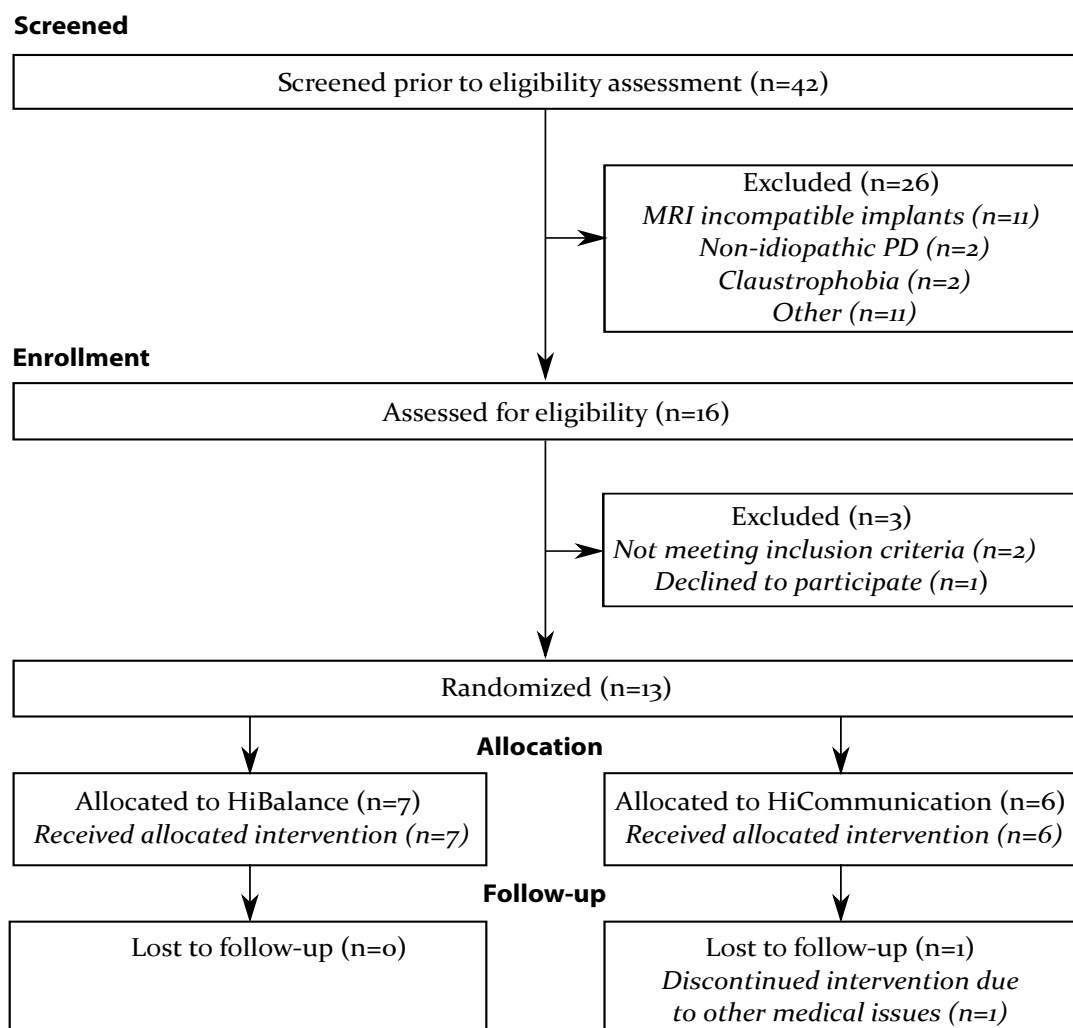 Screened
Screened prior to eligibility assessment (n=42)
Excluded (n=26)
MRI incompatible implants (n=11)
Non-idiopathic PD (n=2)
Claustrophobia (n=2)
Other (n=11)
Enrollment
Assessed for eligibility (n=16)
Excluded (n=3)
Not meeting inclusion criteria (n=2)
Declined to participate (n=1)
Randomized (n=13)
Allocation
Allocated to HiBalance (n=7)
Received allocated intervention (n=7)
Allocated to HiCommunication (n=6)
Received allocated intervention (n=6)
Follow-up
Lost to follow-up (n=0)
Lost to follow-up (n=1)
Discontinued intervention due
to other medical issues (n=1)